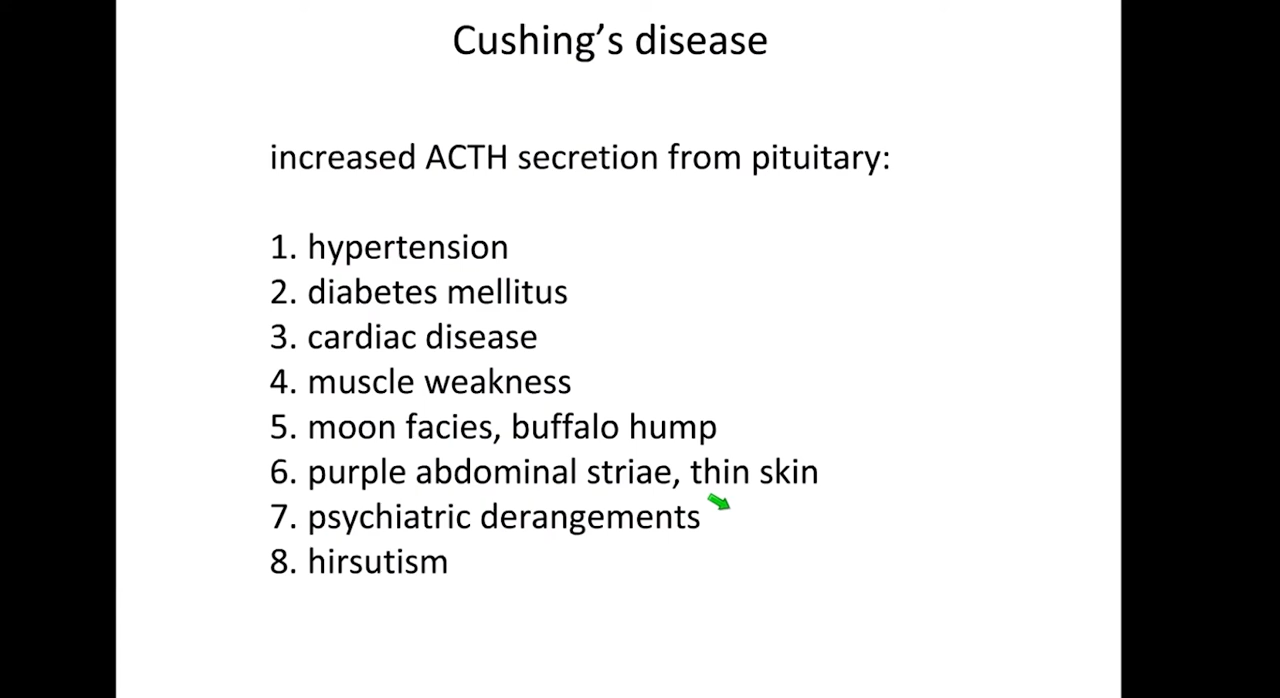 Cushing’s disease
increased ACTH secretion from pituitary:
1. hypertension
2. diabetes mellitus
3. cardiac disease
4. muscle weakness
5. moon facies, buffalo hump
6. purple abdominal striae, thin skin
7. psychiatric derangements
8. hirsutism